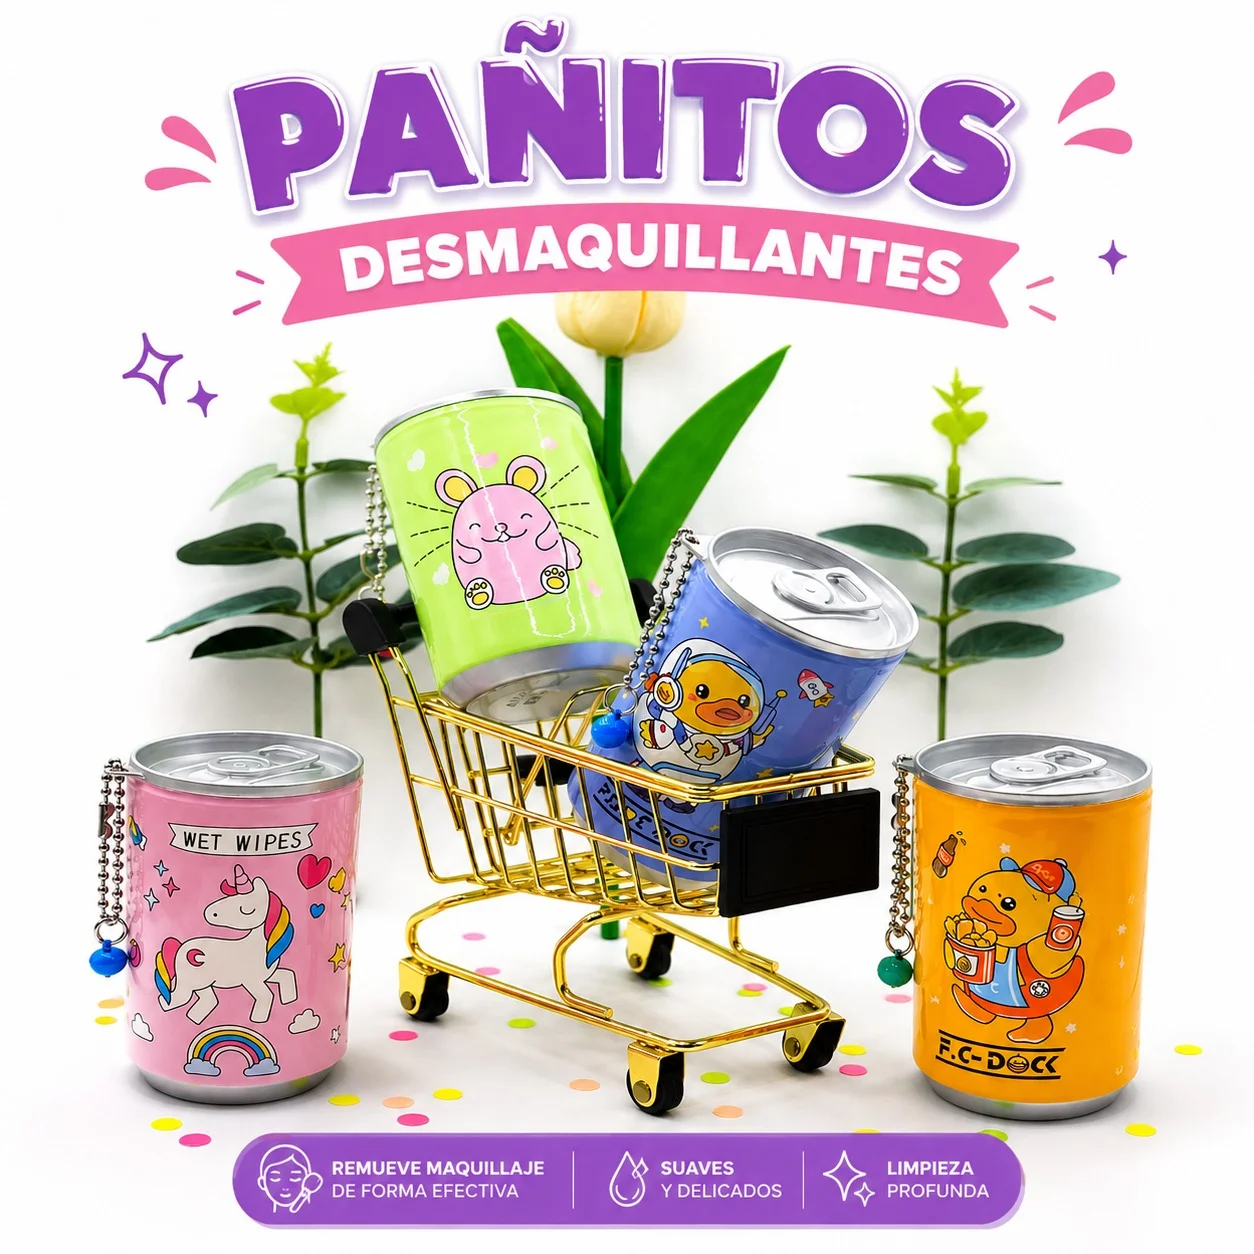 PAÑITOS
DESMAQUILLANTES
WET WIPES
F.C-DOCK
REMUEVE MAQUILLAJE
DE FORMA EFECTIVA
SUAVES
Y DELICADOS
LIMPIEZA
PROFUNDA